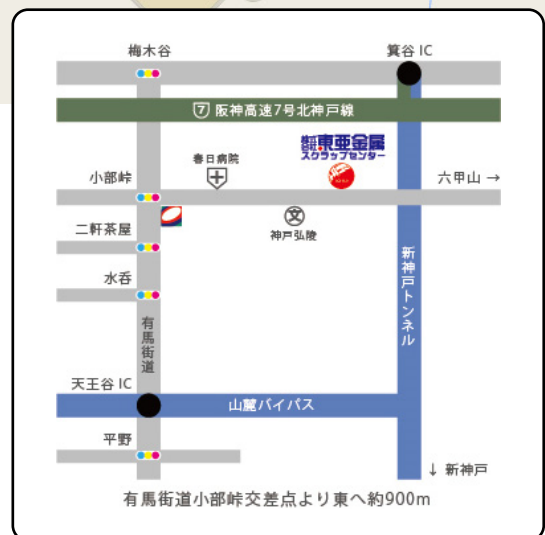 梅木谷
箕谷 IC
7 阪神高速7号北神戸線
株式会社 東亜金属
スクラップセンター
春日病院
小部峠
六甲山 →
二軒茶屋
文
神戸弘陵
水呑
新神戸トンネル
有馬街道
天王谷 IC
山麓バイパス
平野
↓ 新神戸
有馬街道小部峠交差点より東へ約900m